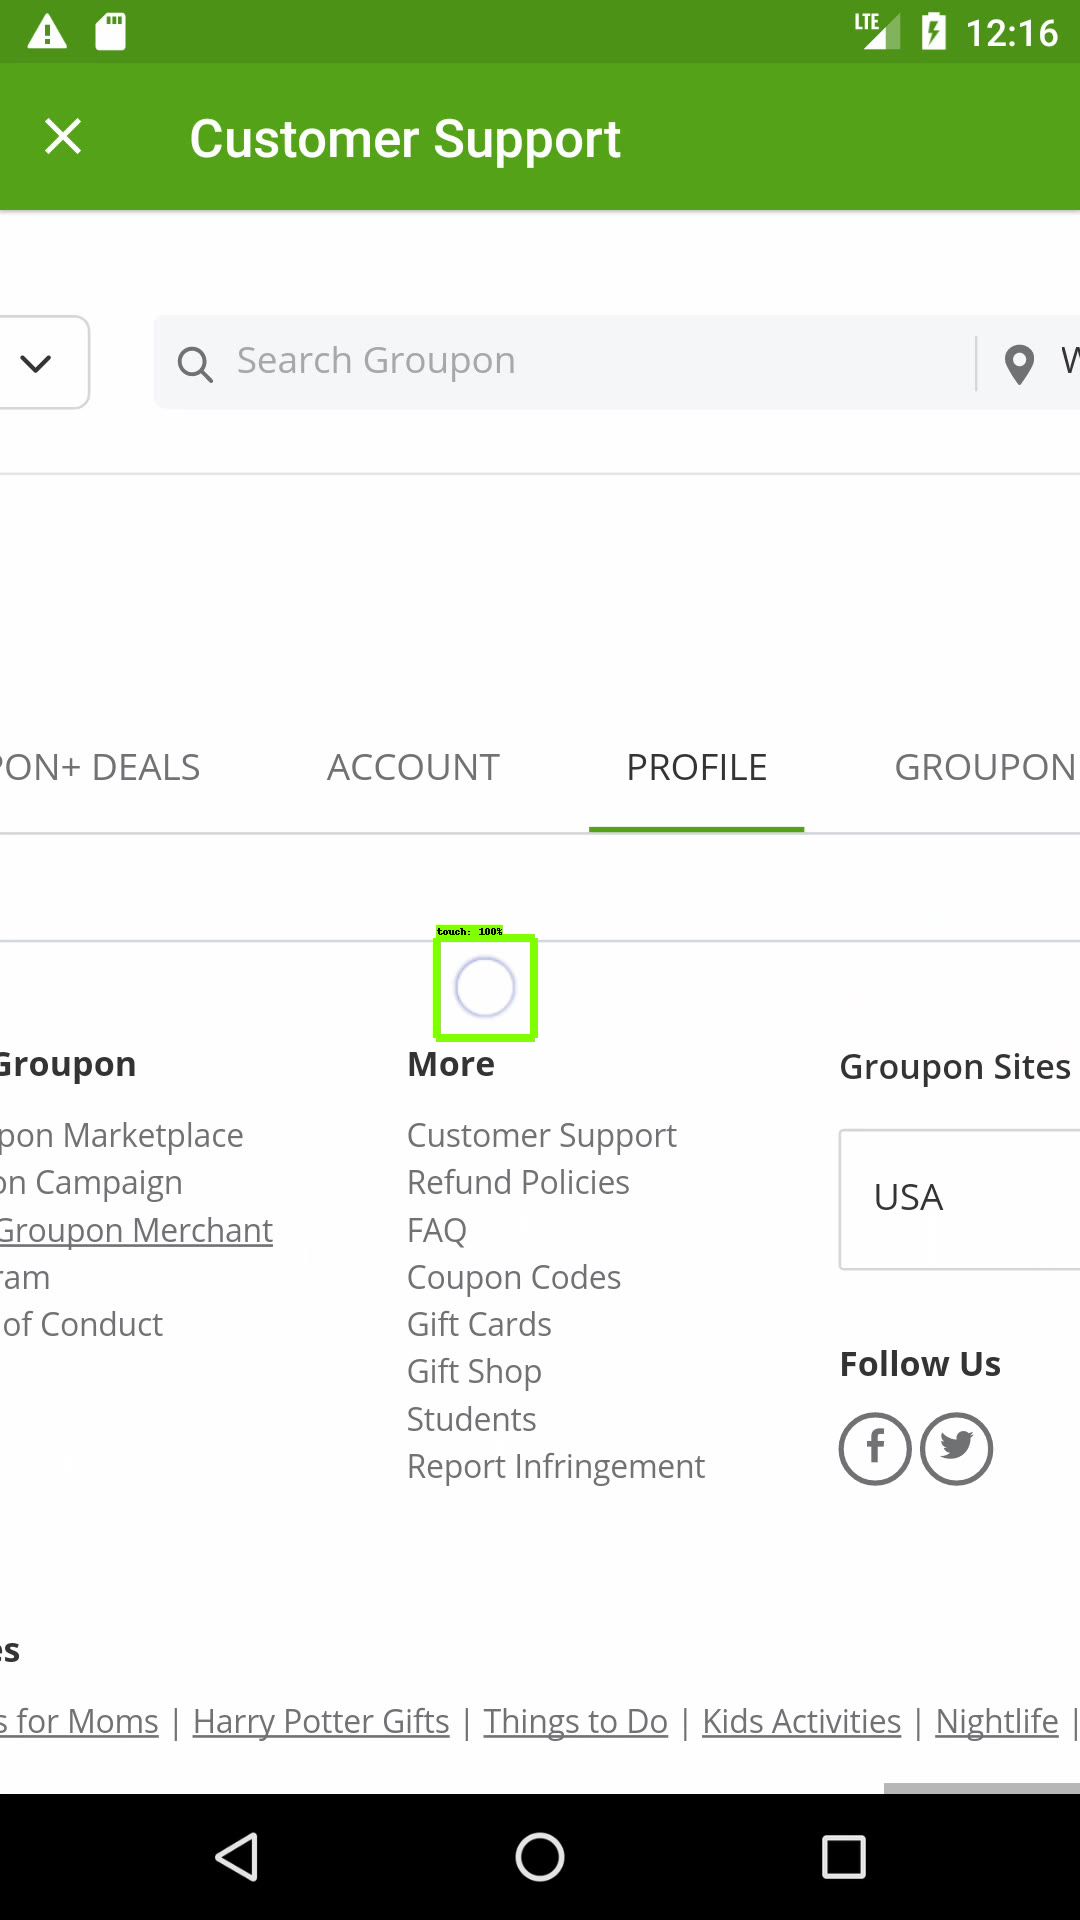 LTE 12:16
Customer Support
Search Groupon
W
PON+ DEALS ACCOUNT PROFILE GROUPON
touch: 100%
Groupon
More
Groupon Sites
upon Marketplace
on Campaign
Groupon Merchant
ram
of Conduct
Customer Support
Refund Policies
FAQ
Coupon Codes
Gift Cards
Gift Shop
Students
Report Infringement
USA
Follow Us
es
s for Moms | Harry Potter Gifts | Things to Do | Kids Activities | Nightlife |